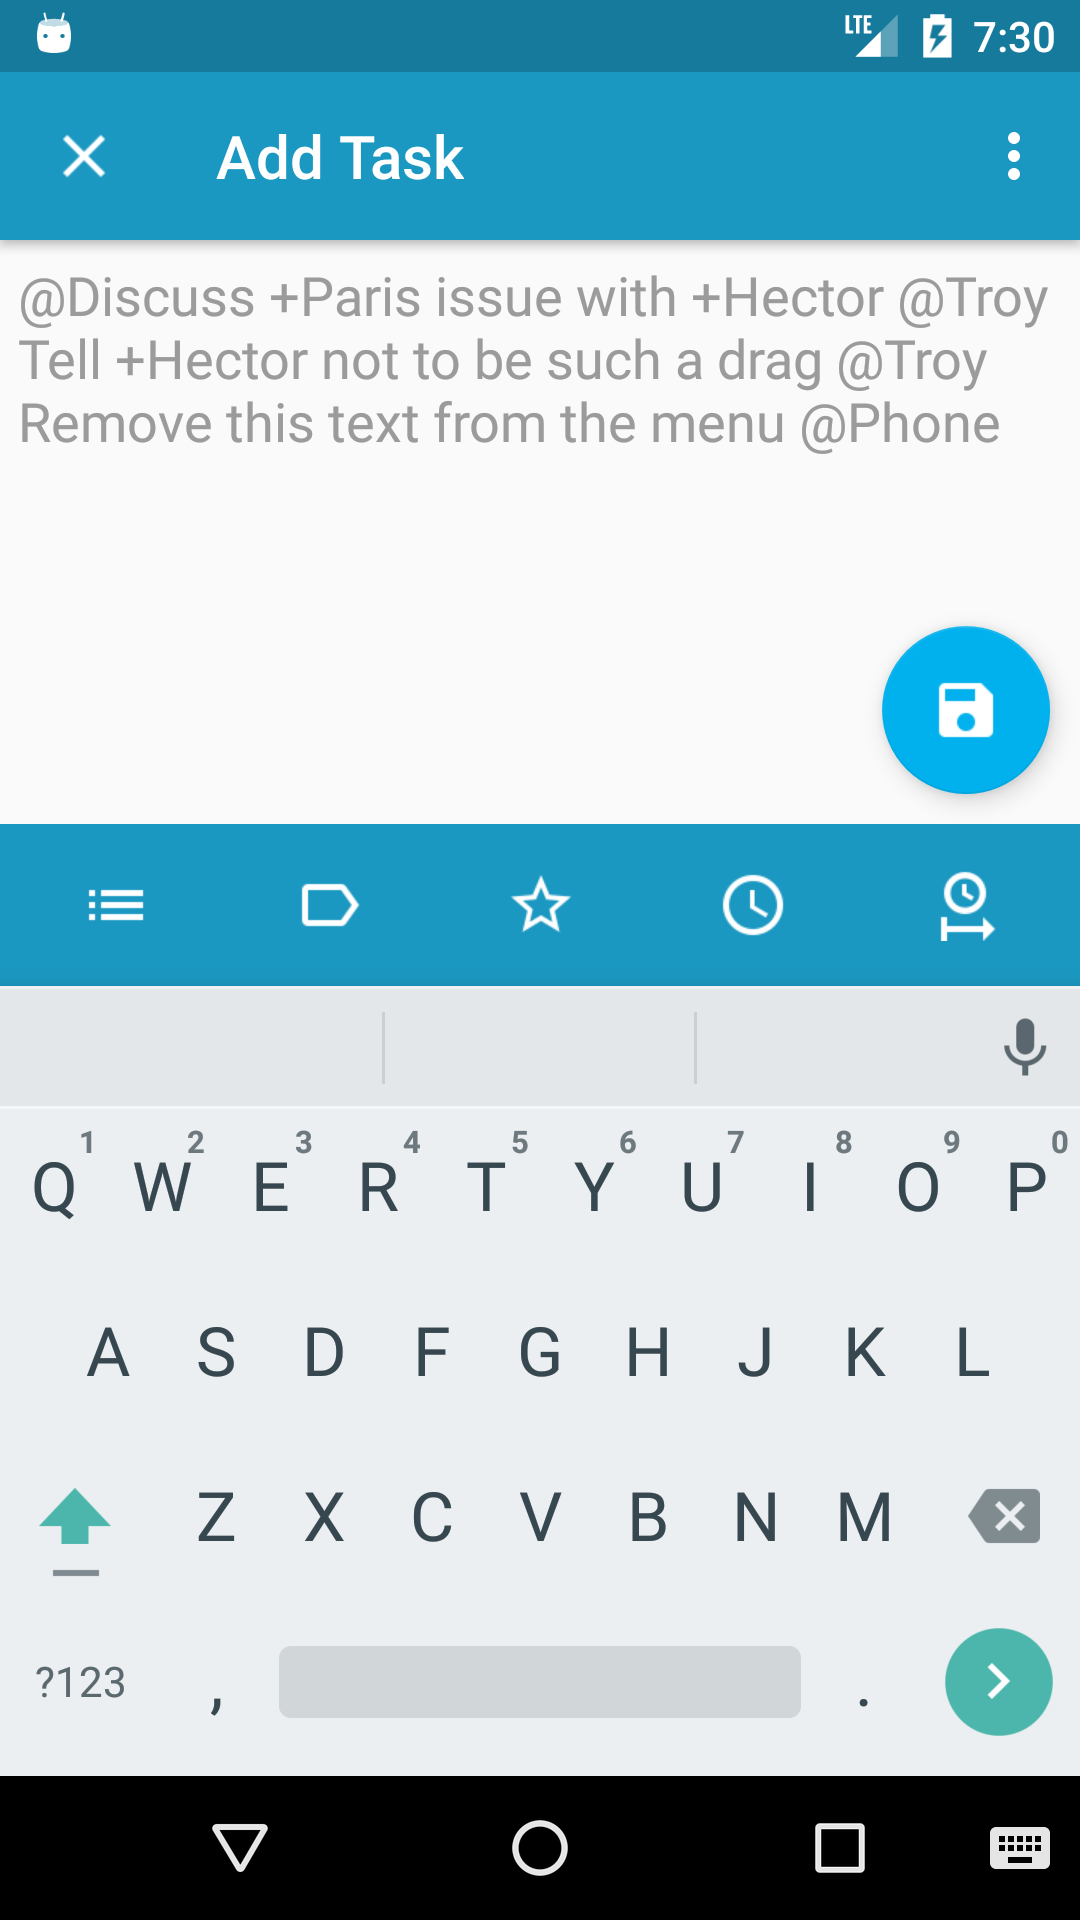 LTE 7:30
Add Task
@Discuss +Paris issue with +Hector @Troy
Tell +Hector not to be such a drag @Troy
Remove this text from the menu @Phone
1 2 3 4 5 6 7 8 9 0
Q W E R T Y U I O P
A S D F G H J K L
Z X C V B N M
?123 , .